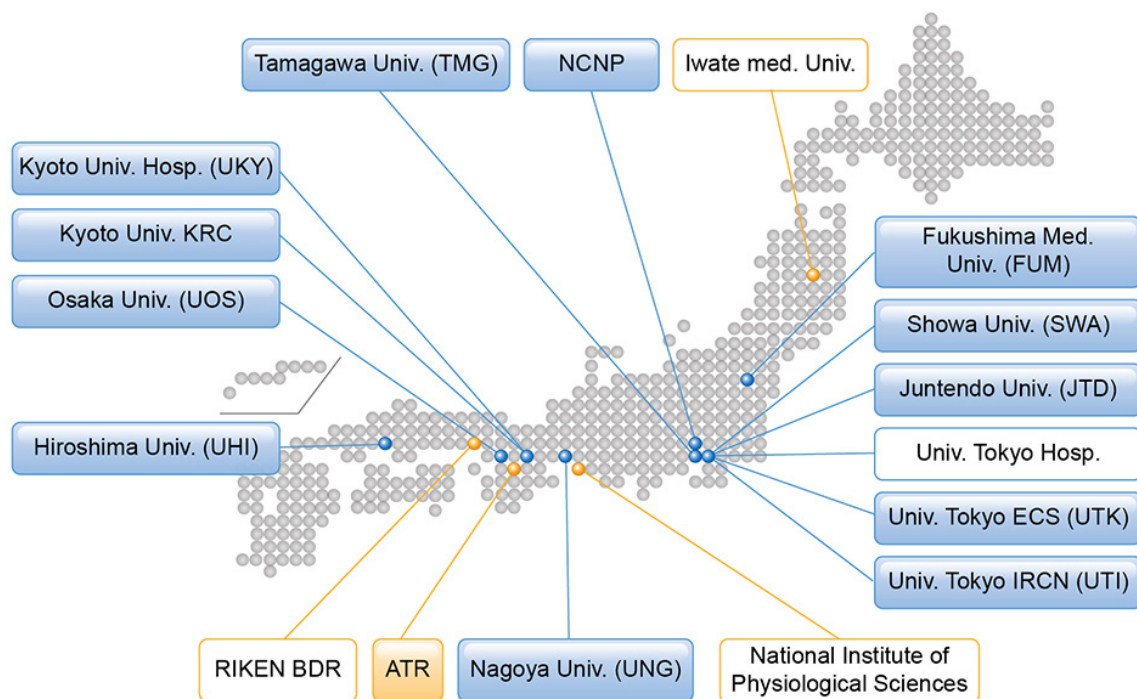 Tamagawa Univ. (TMG)
NCNP
Iwate med. Univ.
Kyoto Univ. Hosp. (UKY)
Kyoto Univ. KRC
Osaka Univ. (UOS)
Hiroshima Univ. (UHI)
Fukushima Med.
Univ. (FUM)
Showa Univ. (SWA)
Juntendo Univ. (JTD)
Univ. Tokyo Hosp.
Univ. Tokyo ECS (UTK)
Univ. Tokyo IRCN (UTI)
RIKEN BDR
ATR
Nagoya Univ. (UNG)
National Institute of
Physiological Sciences